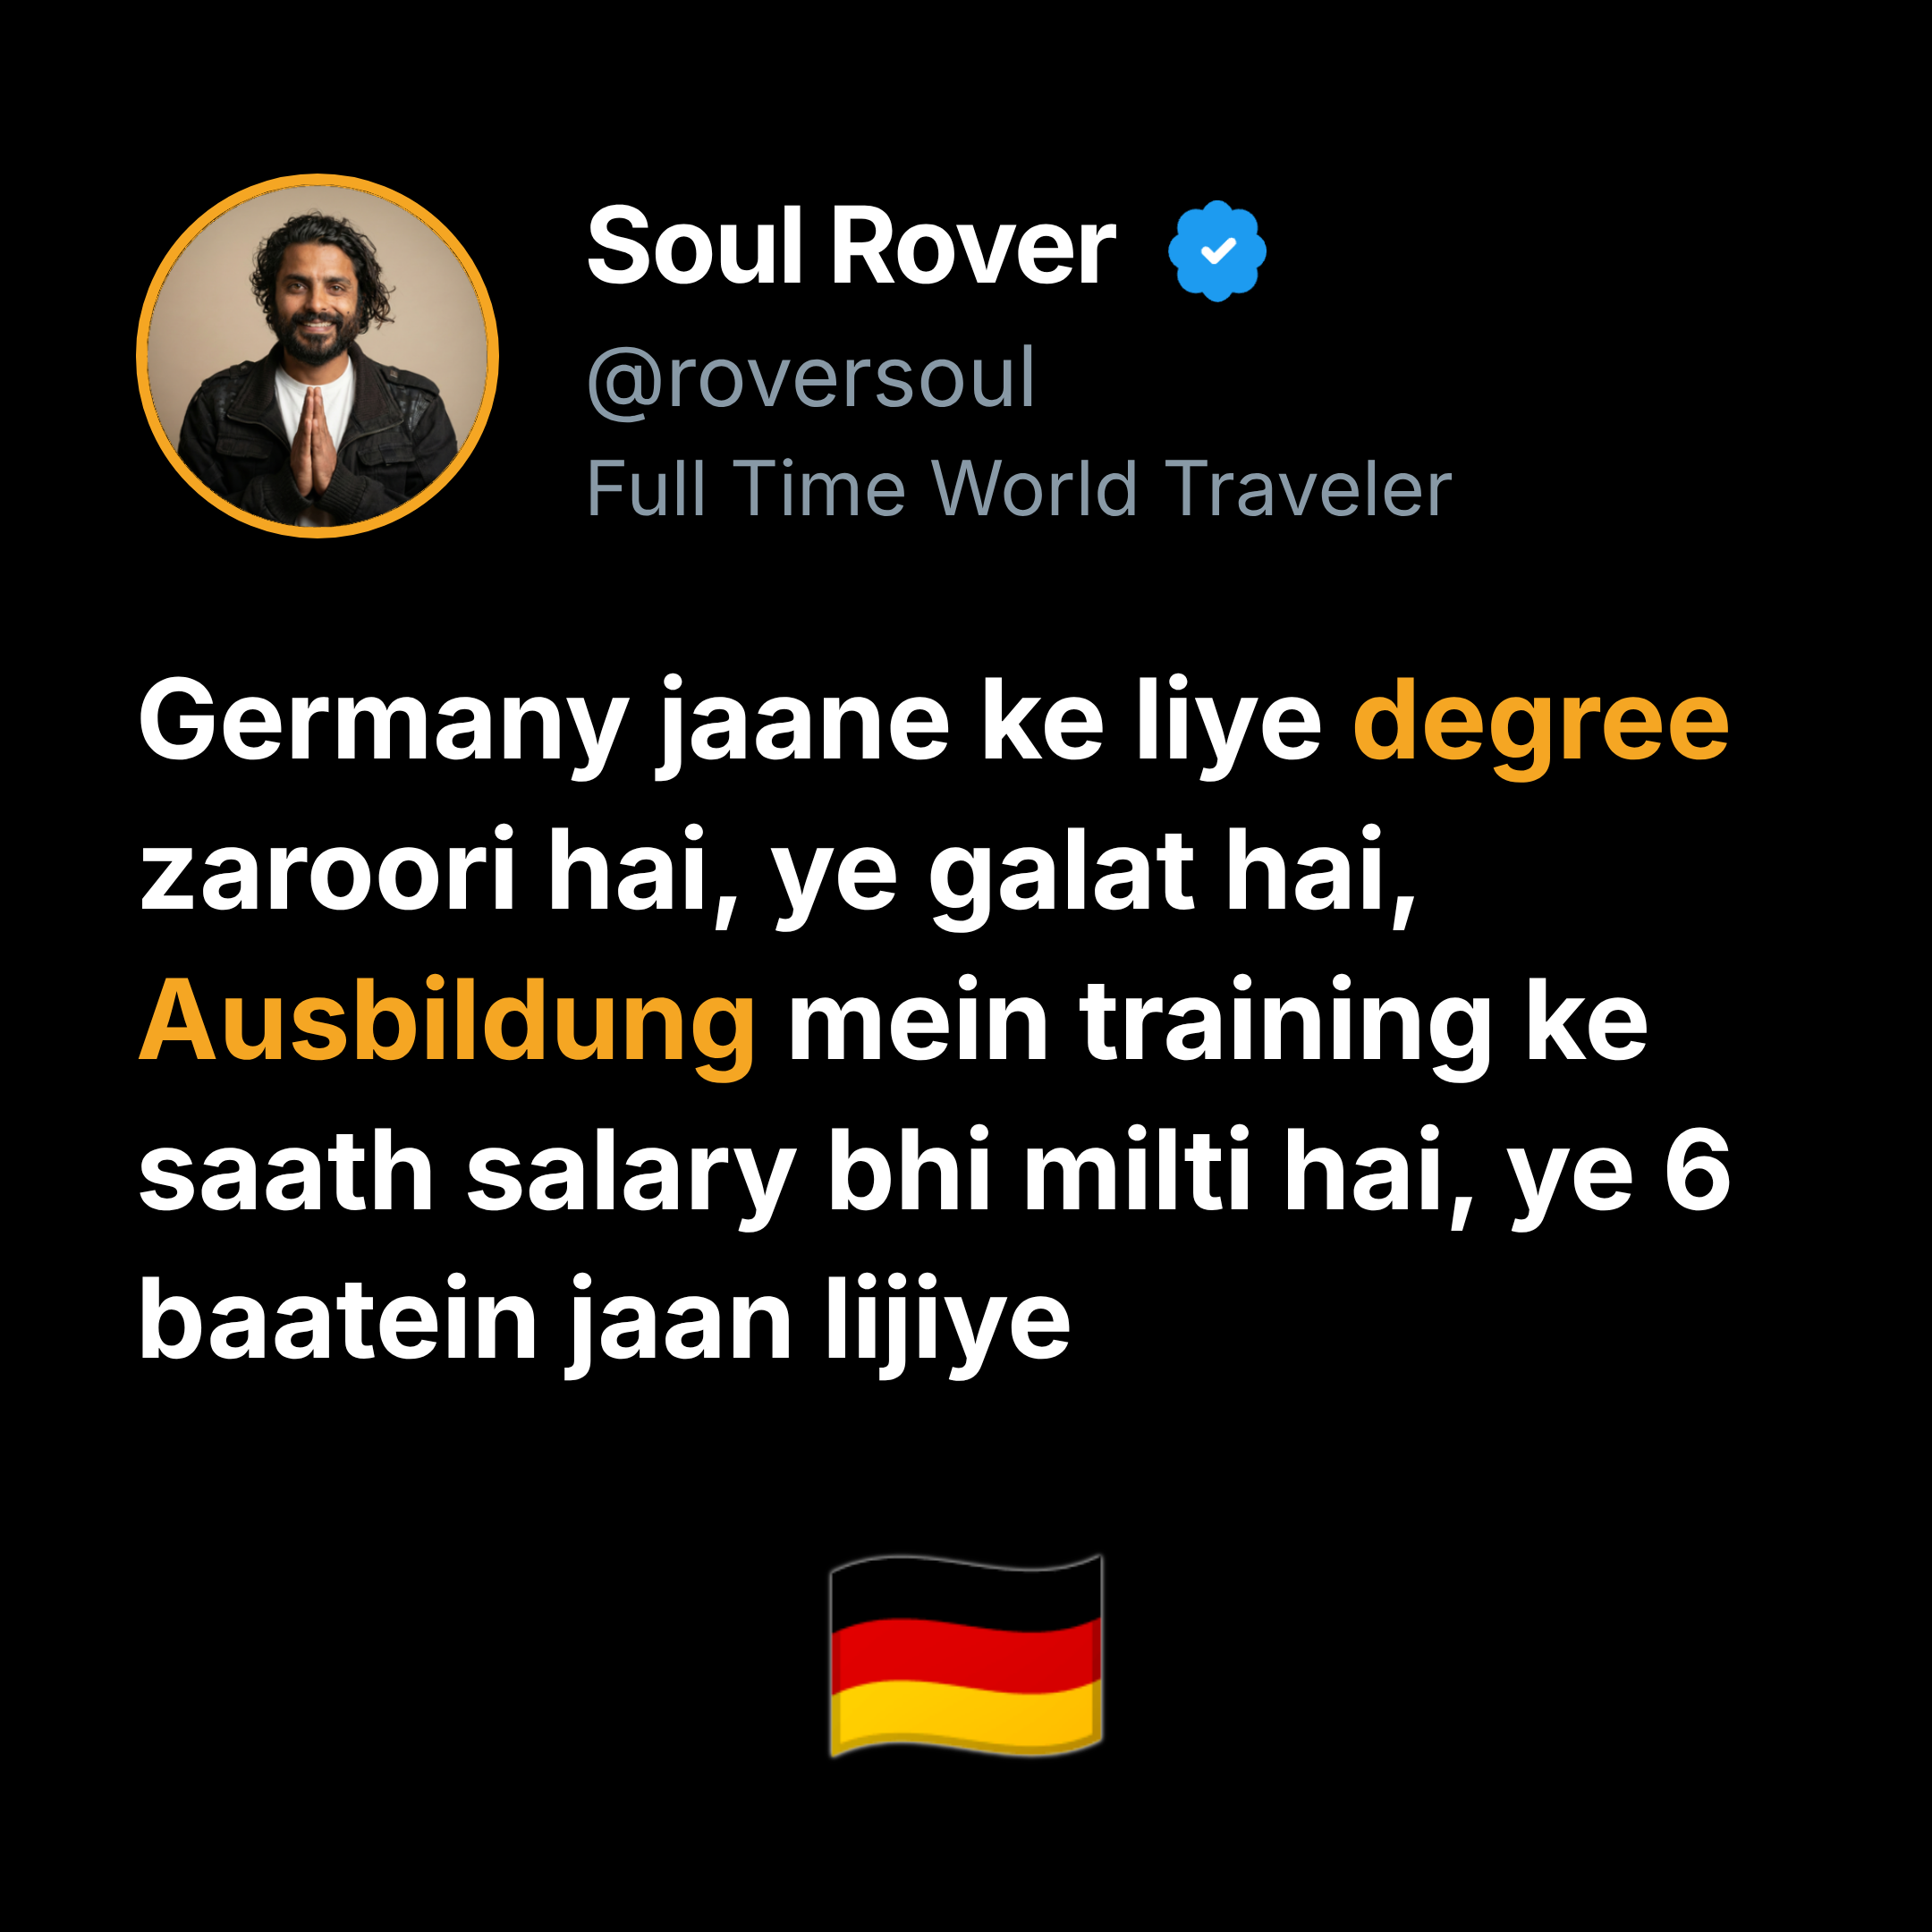 Soul Rover
@roversoul
Full Time World Traveler
Germany jaane ke liye degree
zaroori hai, ye galat hai,
Ausbildung mein training ke
saath salary bhi milti hai, ye 6
baatein jaan lijiye